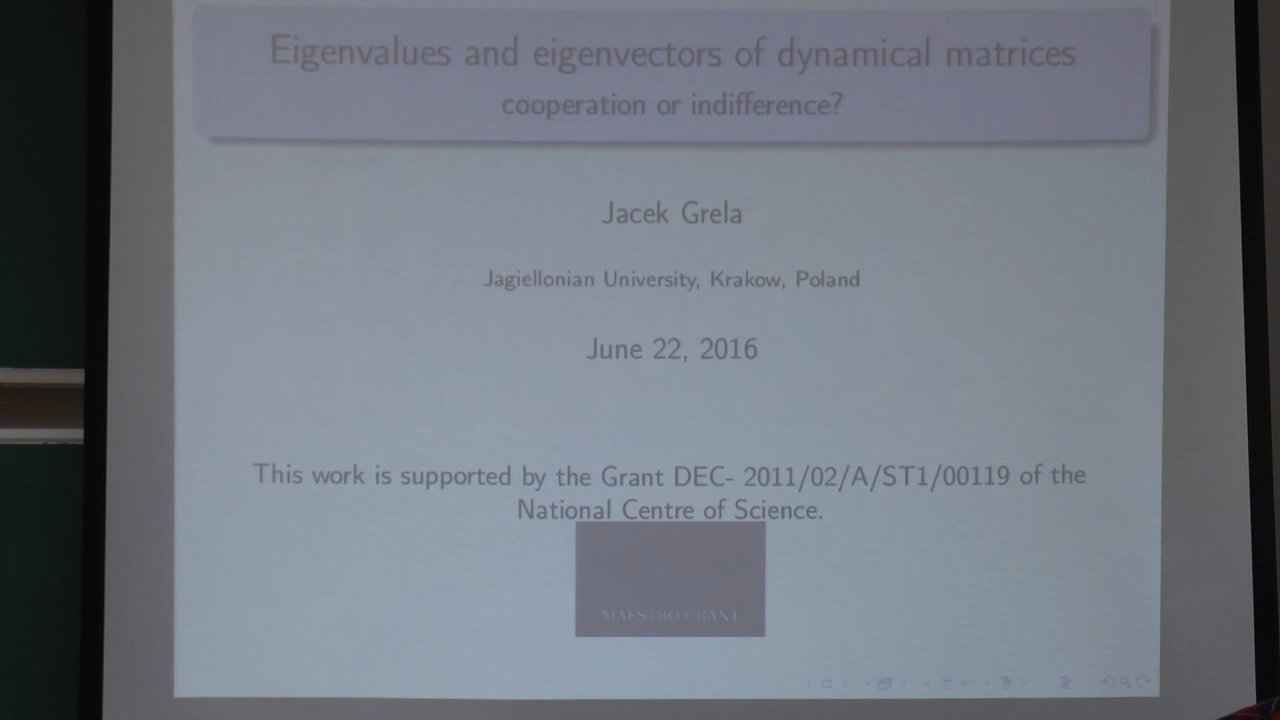 Eigenvalues and eigenvectors of dynamical matrices
cooperation or indifference?
Jacek Grela
Jagiellonian University, Krakow, Poland
June 22, 2016
This work is supported by the Grant DEC- 2011/02/A/ST1/00119 of the
National Centre of Science.
MAESTRO GRANT